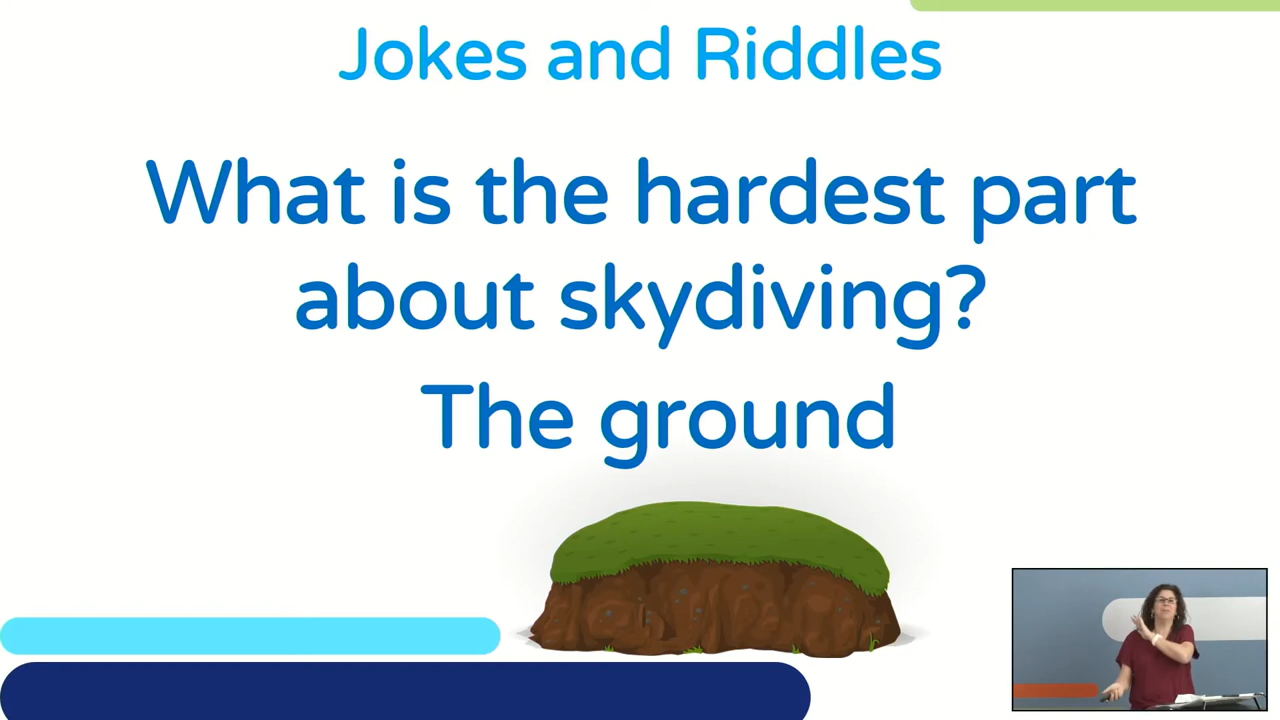 Jokes and Riddles
What is the hardest part
about skydiving?
The ground